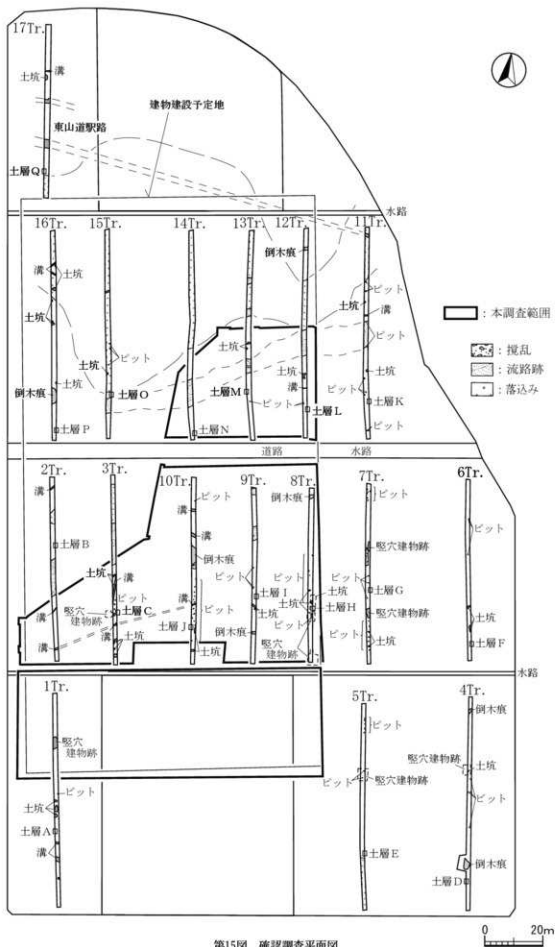 17Tr.
溝
土坑
建物建設予定地
東山道駅路
土層Q
水路
16Tr.
15Tr.
14Tr.
13Tr.
12Tr.
11Tr.
倒木痕
溝
土坑
ピット
土坑
溝
ピット
:本調査範囲
:撹乱
:流路跡
:落込み
土坑
ピット
土坑
土坑
土坑
倒木痕
土層O
土層M
溝
ピット
土層L
土坑
土層K
ピット
土層P
土層N
道路
水路
2Tr.
3Tr.
10Tr.
9Tr.
8Tr.
7Tr.
6Tr.
ピット
溝
倒木痕
ピット
ピット
土層B
溝
倒木痕
竪穴建物跡
土坑
溝
ピット
ピット
土層I
土坑
土坑
土層H
土層G
竪穴
建物跡
土層C
溝
竪穴建物跡
溝
溝
土層J
倒木痕
ピット
ピット
土坑
土坑
土層F
土坑
土坑
竪穴
建物跡
水路
1Tr.
5Tr.
4Tr.
倒木痕
ピット
竪穴
建物跡
竪穴建物跡
土坑
ピット
ピット
竪穴建物跡
ピット
土坑
土層A
溝
土層E
倒木痕
土層D
第15図 確認調査平面図
0 20m